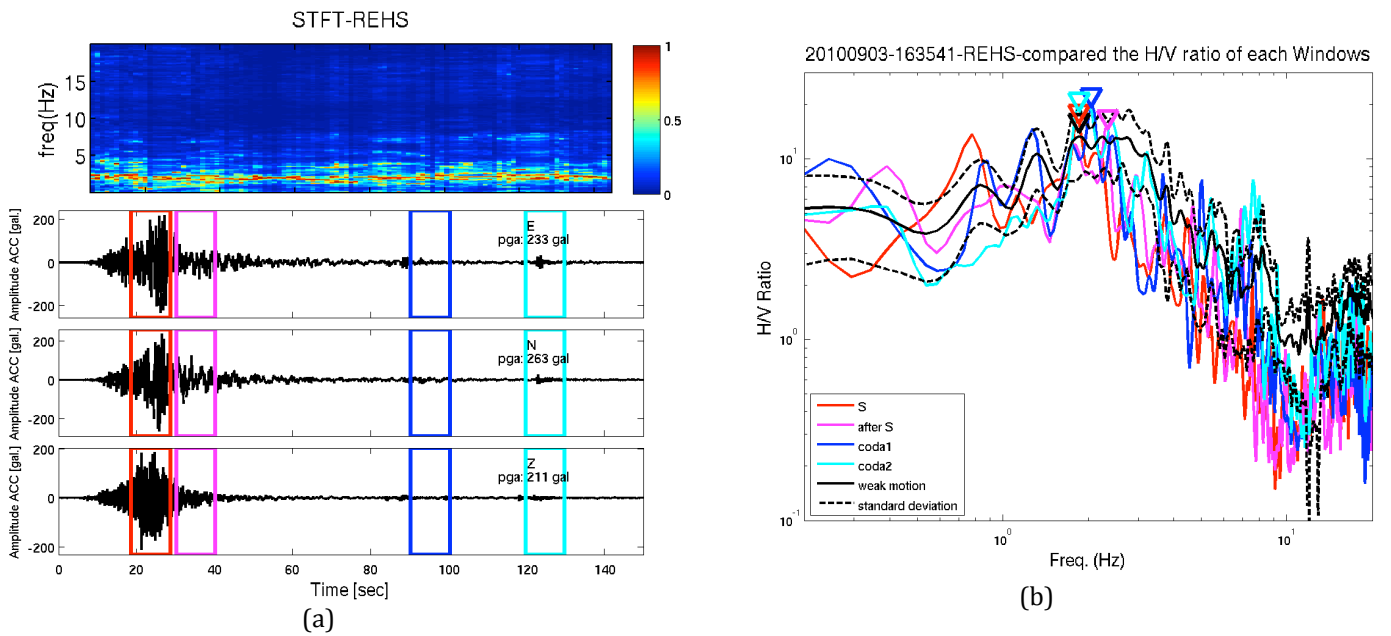 STFT-REHS
freq(Hz)
15
10
5
1
0.5
0
Amplitude ACC [gal.]
200
0
-200
E
pga: 233 gal
Amplitude ACC [gal.]
200
0
-200
N
pga: 263 gal
Amplitude ACC [gal.]
200
0
-200
Z
pga: 211 gal
0 20 40 60 80 100 120 140
Time [sec]
(a)
20100903-163541-REHS-compared the H/V ratio of each Windows
H/V Ratio
10^1
10^0
10^-1
S
after S
coda1
coda2
weak motion
standard deviation
10^0 10^1
Freq. (Hz)
(b)